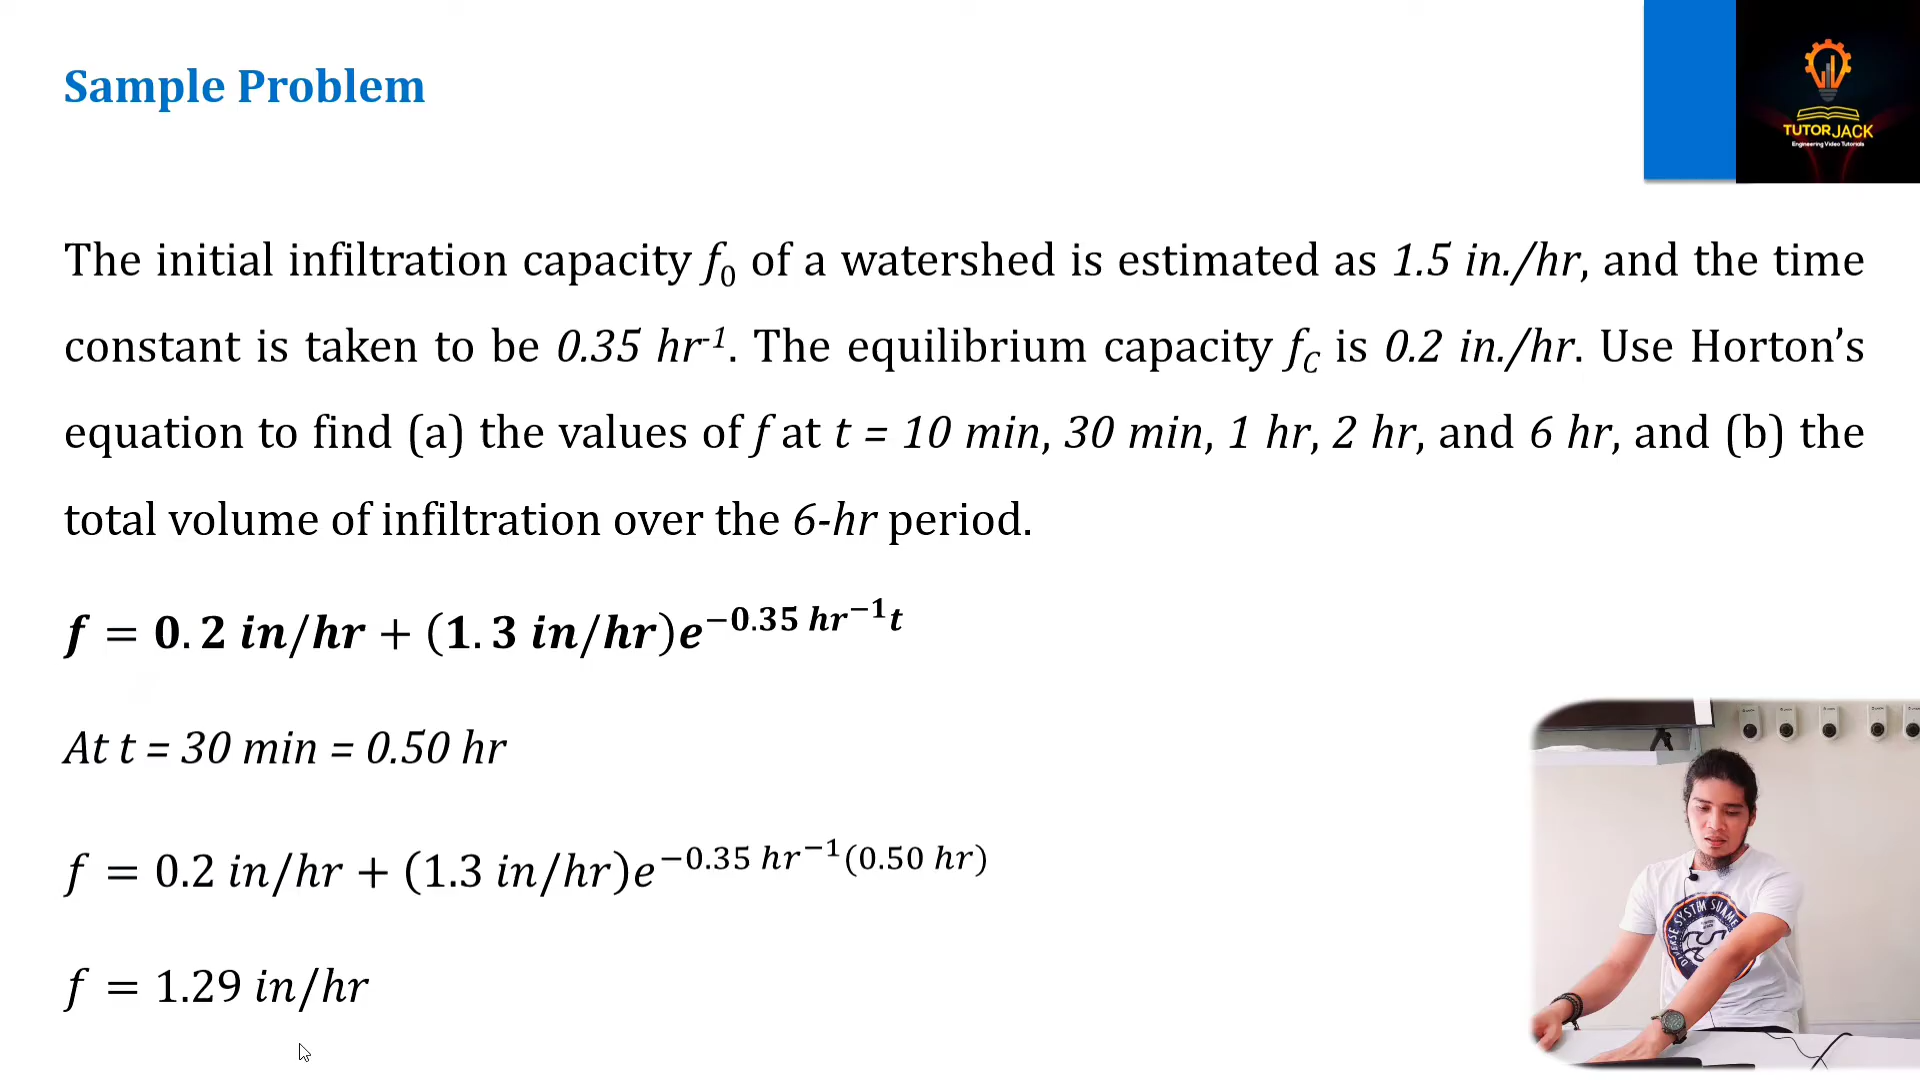 Sample Problem
TUTORJACK
Engineering Video Tutorials
The initial infiltration capacity f₀ of a watershed is estimated as 1.5 in./hr, and the time
constant is taken to be 0.35 hr⁻¹. The equilibrium capacity f_C is 0.2 in./hr. Use Horton’s
equation to find (a) the values of f at t = 10 min, 30 min, 1 hr, 2 hr, and 6 hr, and (b) the
total volume of infiltration over the 6-hr period.
f = 0.2 in/hr + (1.3 in/hr)e^{−0.35 hr⁻¹t}
At t = 30 min = 0.50 hr
f = 0.2 in/hr + (1.3 in/hr)e^{−0.35 hr⁻¹(0.50 hr)}
f = 1.29 in/hr